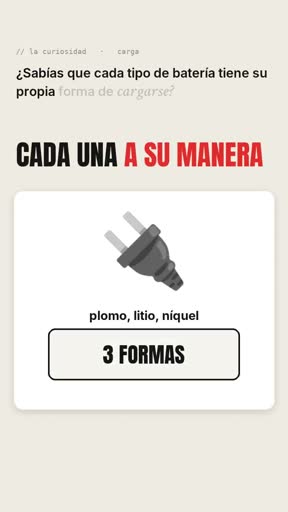 // la curiosidad · carga
¿Sabías que cada tipo de batería tiene su
propia forma de cargarse?
CADA UNA A SU MANERA
plomo, litio, níquel
3 FORMAS